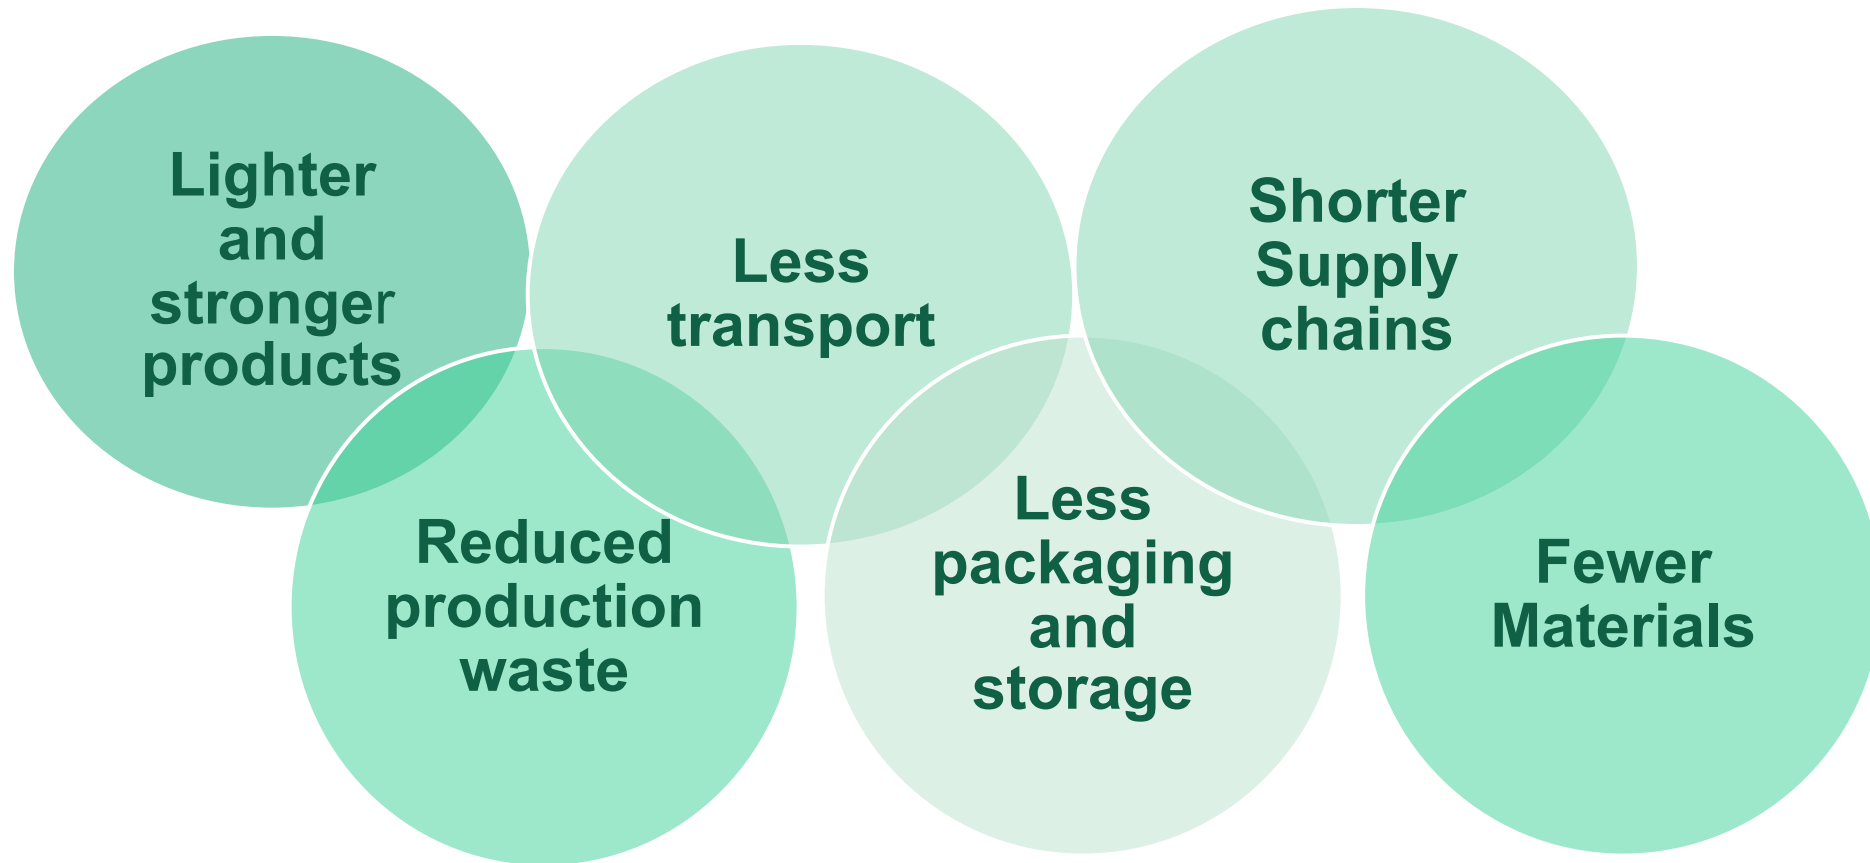 Lighter
and
stronger
products
Less
transport
Shorter
Supply
chains
Reduced
production
waste
Less
packaging
and
storage
Fewer
Materials